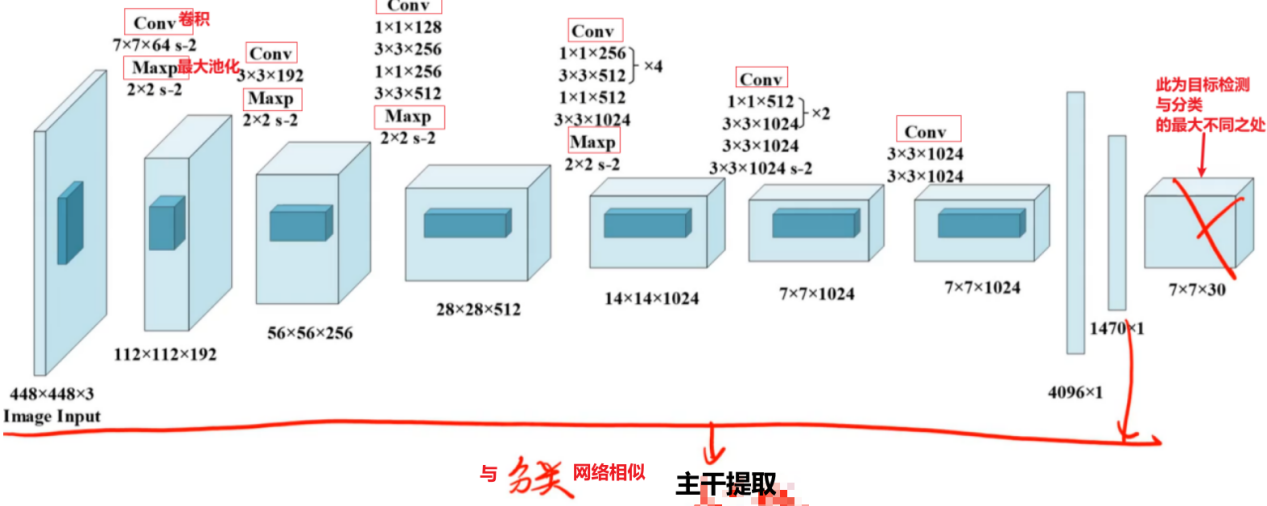 Conv 卷积
7×7×64 s-2
Maxp 最大池化
2×2 s-2
Conv
3×3×192
Maxp
2×2 s-2
Conv
1×1×128
3×3×256
1×1×256
3×3×512
Maxp
2×2 s-2
Conv
1×1×256
3×3×512
×4
1×1×512
3×3×1024
Maxp
2×2 s-2
Conv
1×1×512
3×3×1024
×2
3×3×1024
3×3×1024 s-2
Conv
3×3×1024
3×3×1024
此为目标检测
与分类
的最大不同之处
448×448×3
Image Input
112×112×192
56×56×256
28×28×512
14×14×1024
7×7×1024
7×7×1024
4096×1
1470×1
7×7×30
与 分类 网络相似
主干提取